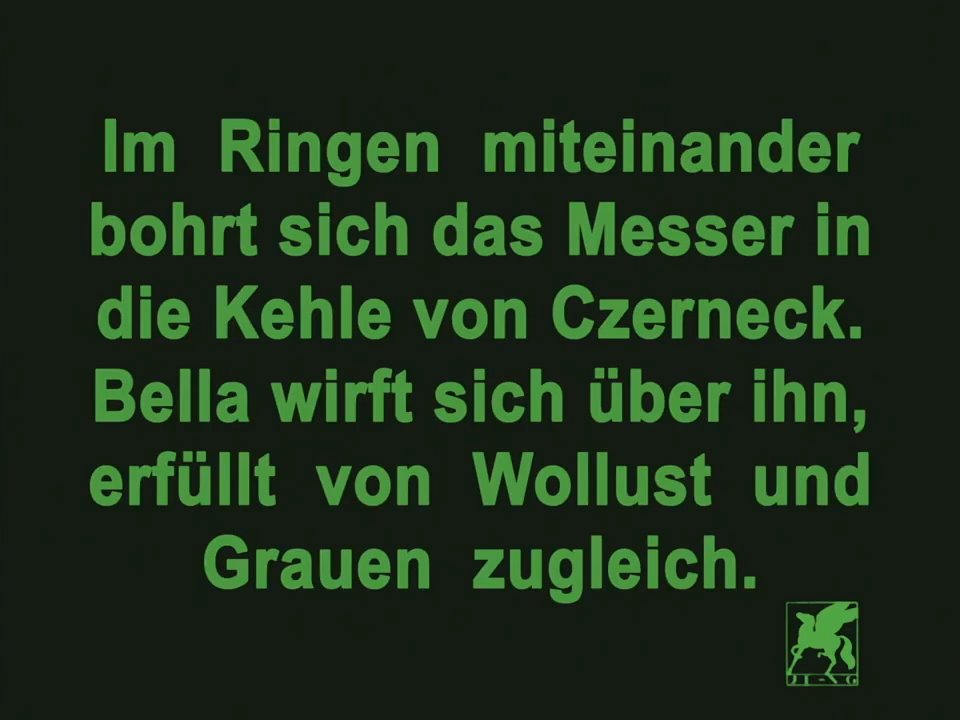 Im Ringen miteinander
bohrt sich das Messer in
die Kehle von Czerneck.
Bella wirft sich über ihn,
erfüllt von Wollust und
Grauen zugleich.